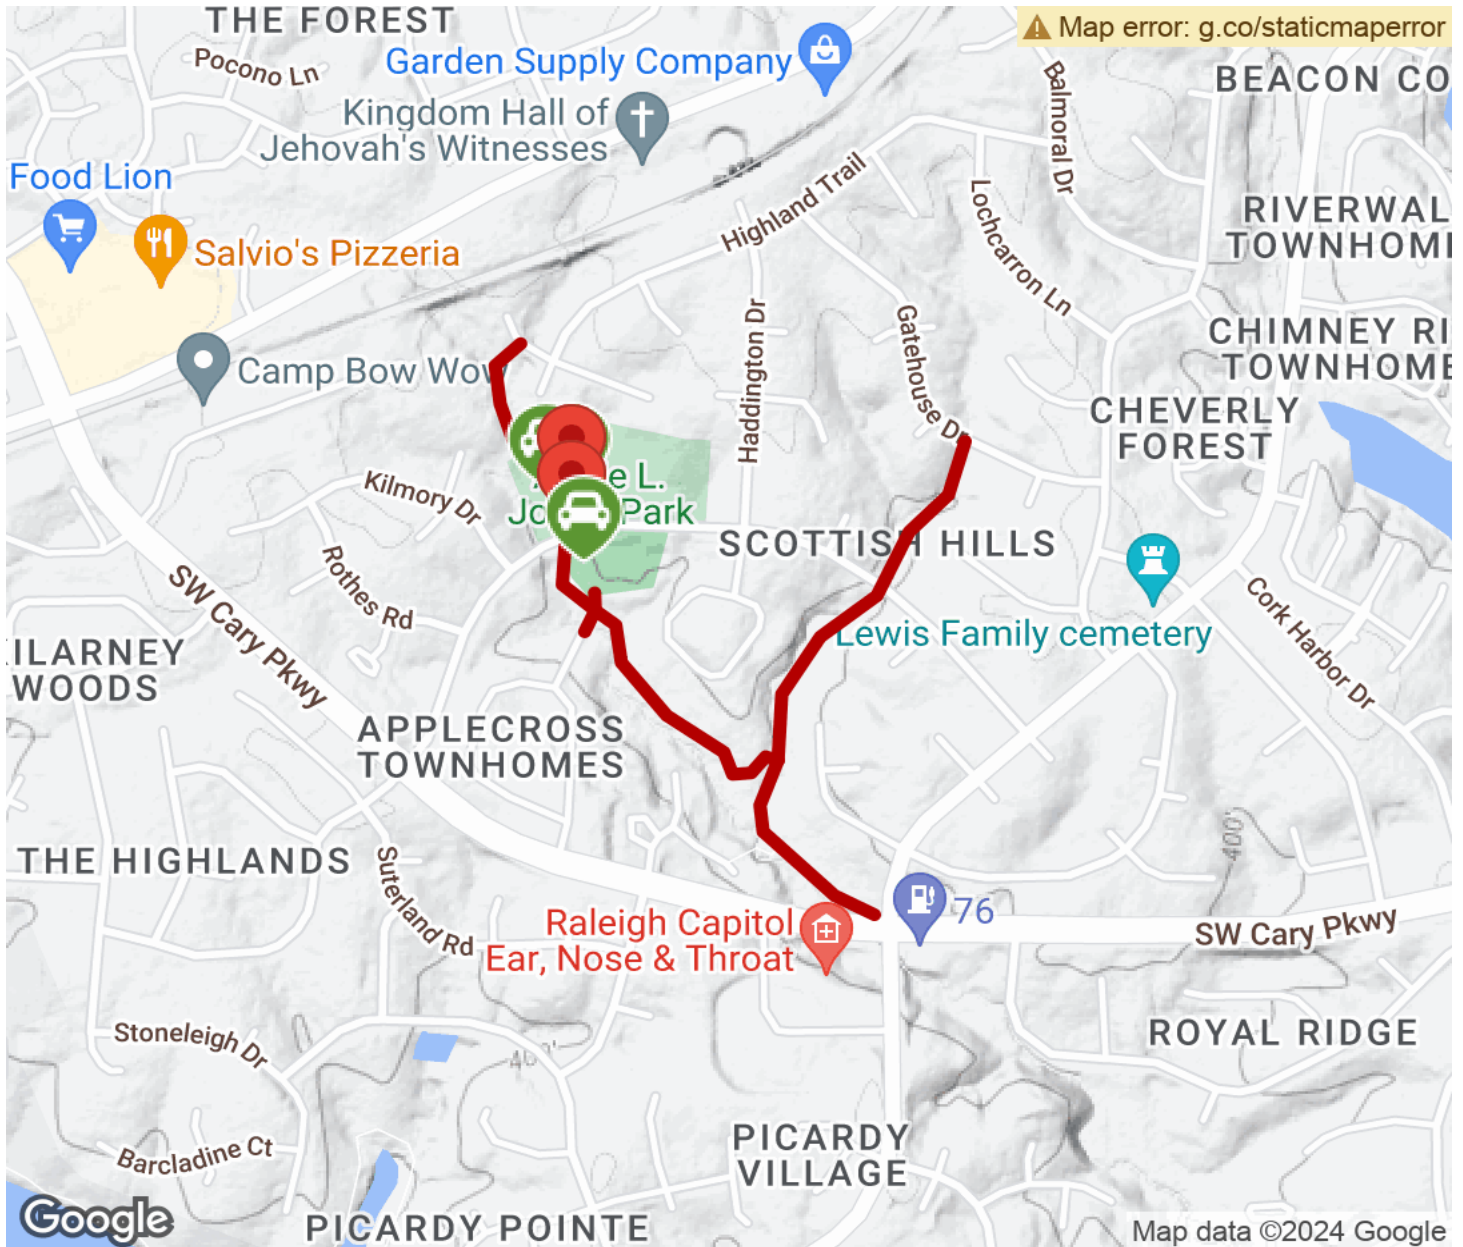 THE FOREST
Map error: g.co/staticmaperror
Pocono Ln
Garden Supply Company
BEACON CO
Balmoral Dr
Kingdom Hall of
Jehovah's Witnesses
Food Lion
Highland Trail
Lochcarron Ln
RIVERWAL
TOWNHOM
Salvio's Pizzeria
Haddington Dr
Gatehouse Dr
CHIMNEY RI
TOWNHOME
Camp Bow Wow
CHEVERLY
FOREST
Kilmory Dr
e L.
Jo Park
SCOTTISH HILLS
SW Cary Pkwy
Rothes Rd
Cork Harbor Dr
Lewis Family cemetery
ILARNEY
WOODS
APPLECROSS
TOWNHOMES
400'
THE HIGHLANDS
Suterland Rd
76
Raleigh Capitol
Ear, Nose & Throat
SW Cary Pkwy
Stoneleigh Dr
400'
ROYAL RIDGE
Barcladine Ct
PICARDY
VILLAGE
Google
PICARDY POINTE
Map data ©2024 Google